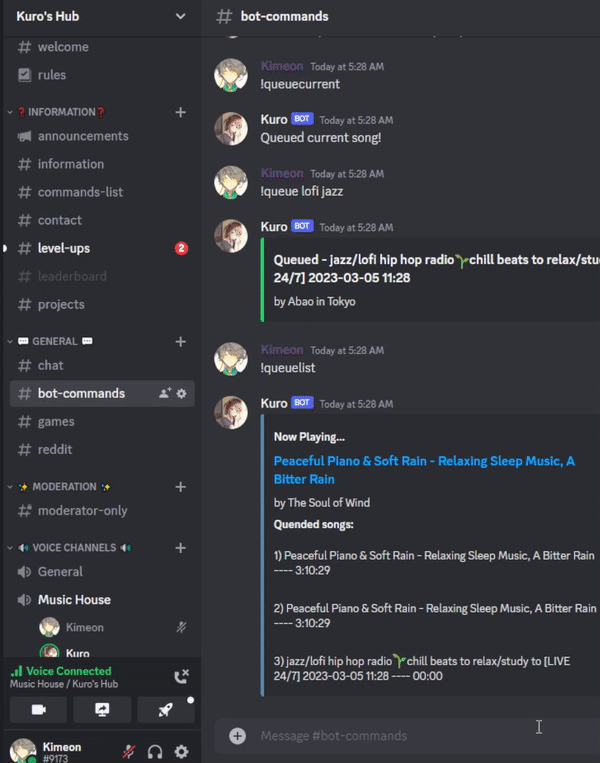 Kuro's Hub
welcome
rules
❓ INFORMATION❓
announcements
information
commands-list
contact
level-ups
2
leaderboard
projects
💬 GENERAL 💬
chat
bot-commands
games
reddit
✨ MODERATION ✨
moderator-only
🔊 VOICE CHANNELS 🔊
General
Music House
Kimeon
Kuro
Voice Connected
Music House / Kuro's Hub
Kimeon
#9173
# bot-commands
Kimeon Today at 5:28 AM
!queuecurrent
Kuro BOT Today at 5:28 AM
Queued current song!
Kimeon Today at 5:28 AM
!queue lofi jazz
Kuro BOT Today at 5:28 AM
Queued - jazz/lofi hip hop radio🌱chill beats to relax/stu
24/7] 2023-03-05 11:28
by Abao in Tokyo
Kimeon Today at 5:28 AM
!queuelist
Kuro BOT Today at 5:28 AM
Now Playing...
Peaceful Piano & Soft Rain - Relaxing Sleep Music, A
Bitter Rain
by The Soul of Wind
Quended songs:
1) Peaceful Piano & Soft Rain - Relaxing Sleep Music, A Bitter Rain
---- 3:10:29
2) Peaceful Piano & Soft Rain - Relaxing Sleep Music, A Bitter Rain
---- 3:10:29
3) jazz/lofi hip hop radio🌱chill beats to relax/study to [LIVE
24/7] 2023-03-05 11:28 ---- 00:00
Message #bot-commands